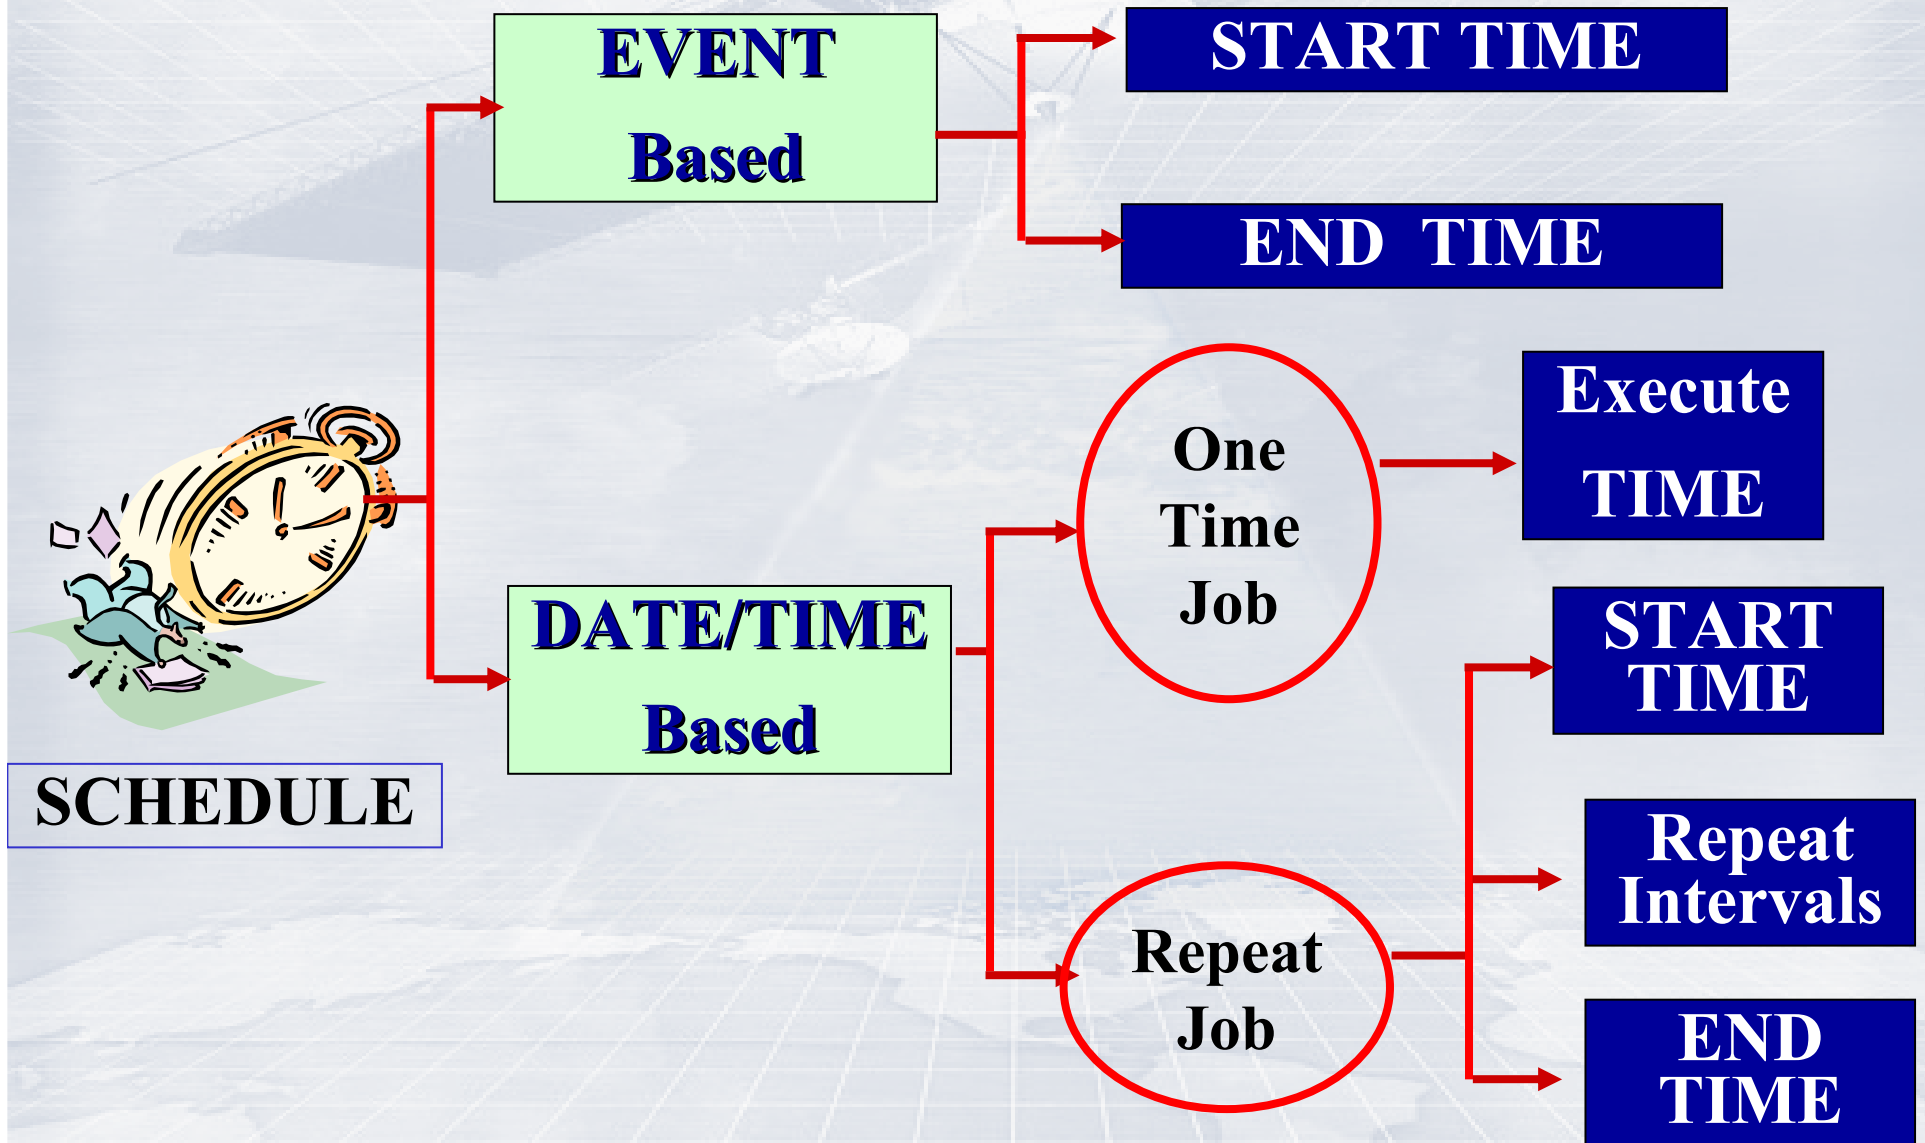 EVENT
Based
START TIME
END TIME
One
Time
Job
Execute
TIME
DATE/TIME
Based
START
TIME
SCHEDULE
Repeat
Intervals
Repeat
Job
END
TIME